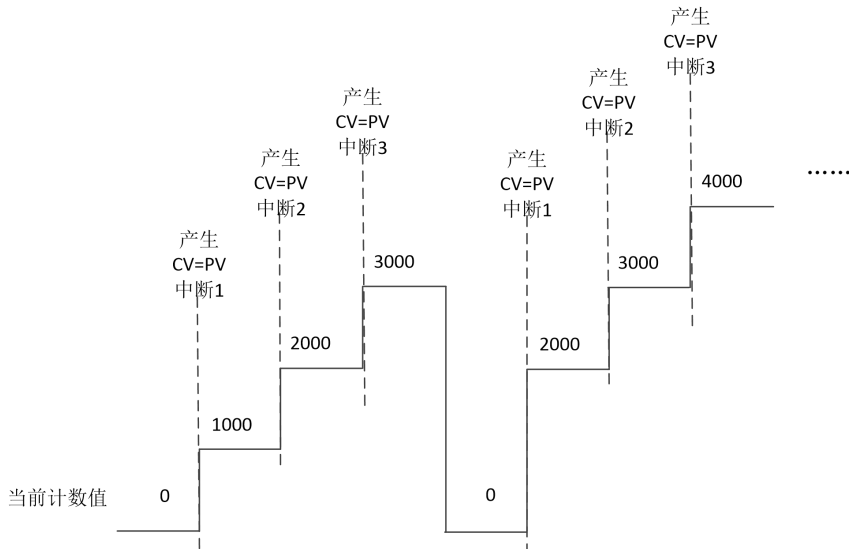 产生
CV=PV
中断3
产生
CV=PV
中断2
产生
CV=PV
中断3
产生
CV=PV
中断2
产生
CV=PV
中断1
……
4000
产生
CV=PV
中断1
3000
3000
2000
2000
1000
当前计数值
0
0